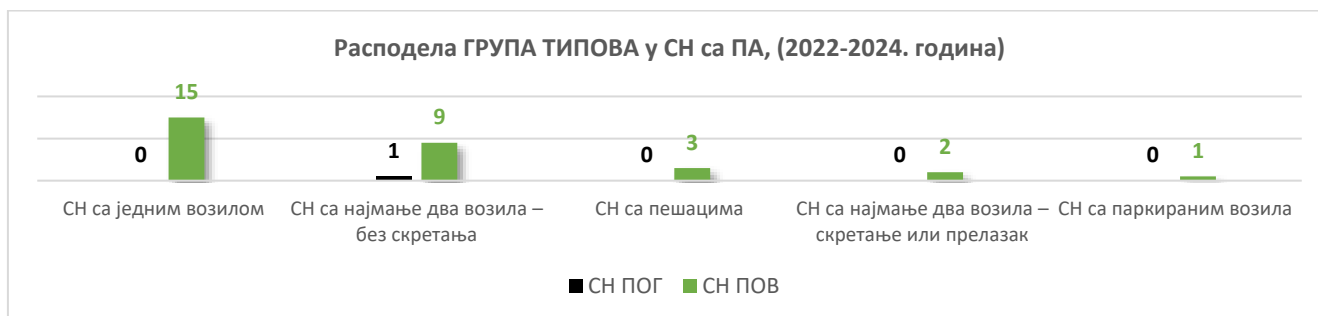 Расподела ГРУПА ТИПОВА у СН са ПА, (2022-2024. година)
15
0
1
9
0
3
0
2
0
1
СН са једним возилом
СН са најмање два возила –
без скретања
СН са пешацима
СН са најмање два возила –
скретање или прелазак
СН са паркираним возила
СН ПОГ
СН ПОВ